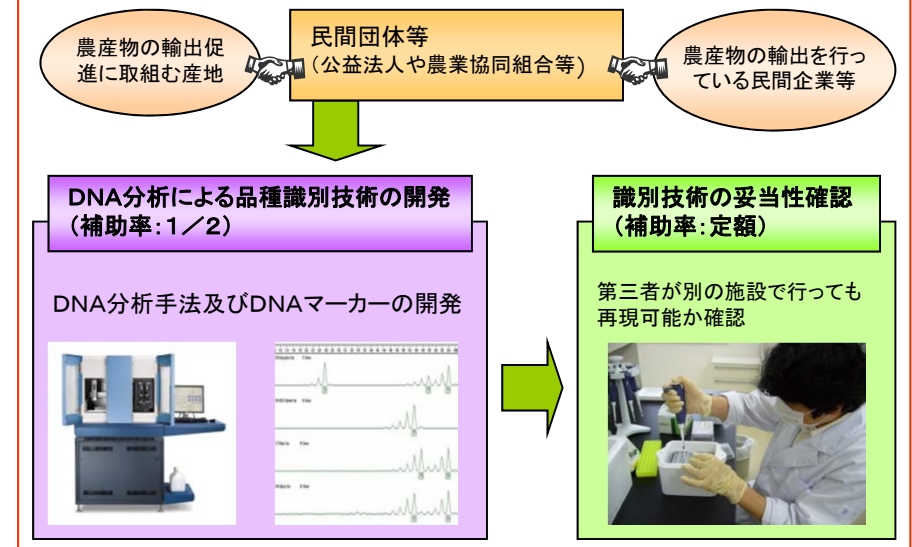 農産物の輸出促
進に取組む産地
民間団体等
（公益法人や農業協同組合等）
農産物の輸出を行っ
ている民間企業等
DNA分析による品種識別技術の開発
（補助率：１／２）
識別技術の妥当性確認
（補助率：定額）
DNA分析手法及びDNAマーカーの開発
第三者が別の施設で行っても
再現可能か確認